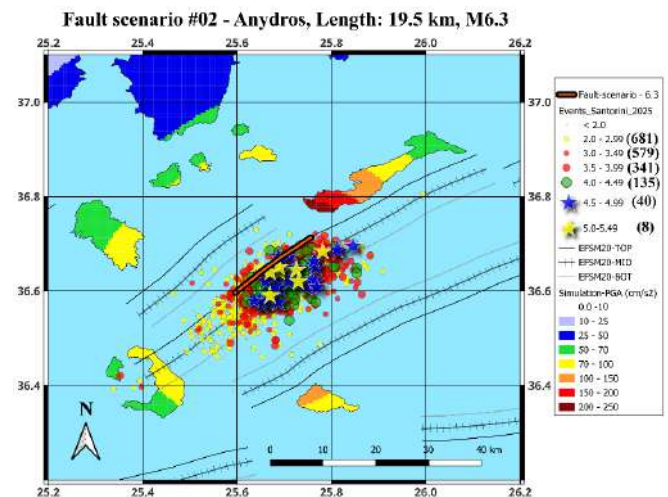 Fault scenario #02 - Anydros, Length: 19.5 km, M6.3
25.2 25.4 25.6 25.8 26.0 26.2
37.0
36.8
36.6
36.4
37.0
36.8
36.6
36.4
N
0 10 20 30 40 km
25.2 25.4 25.6 25.8 26.0 26.2
Fault-scenario - 6.3
Events_Santorini_2025
< 2.0
2.0 - 2.99 (681)
3.0 - 3.49 (579)
3.5 - 3.99 (341)
4.0 - 4.49 (135)
4.5 - 4.99 (40)
5.0-5.49 (8)
EFSM20-TOP
EFSM20-MID
EFSM20-BOT
Simulation-PGA (cm/s2)
0.0 - 10
10 - 25
25 - 50
50 - 70
70 - 100
100 - 150
150 - 200
200 - 250